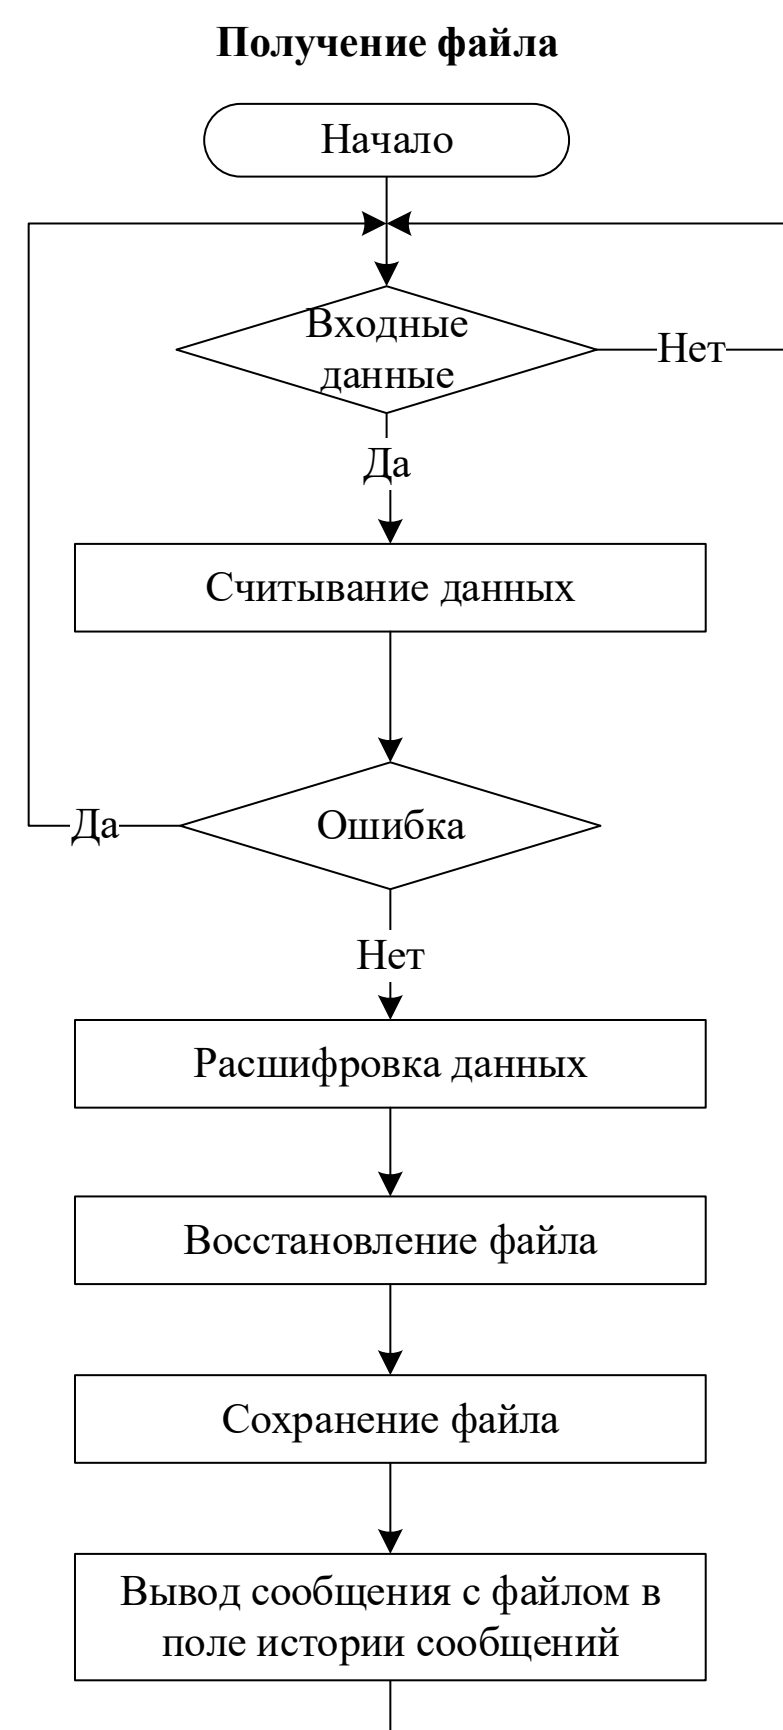 Получение файла
Начало
Входные
данные
Нет
Да
Считывание данных
Ошибка
Да
Нет
Расшифровка данных
Восстановление файла
Сохранение файла
Вывод сообщения с файлом в
поле истории сообщений